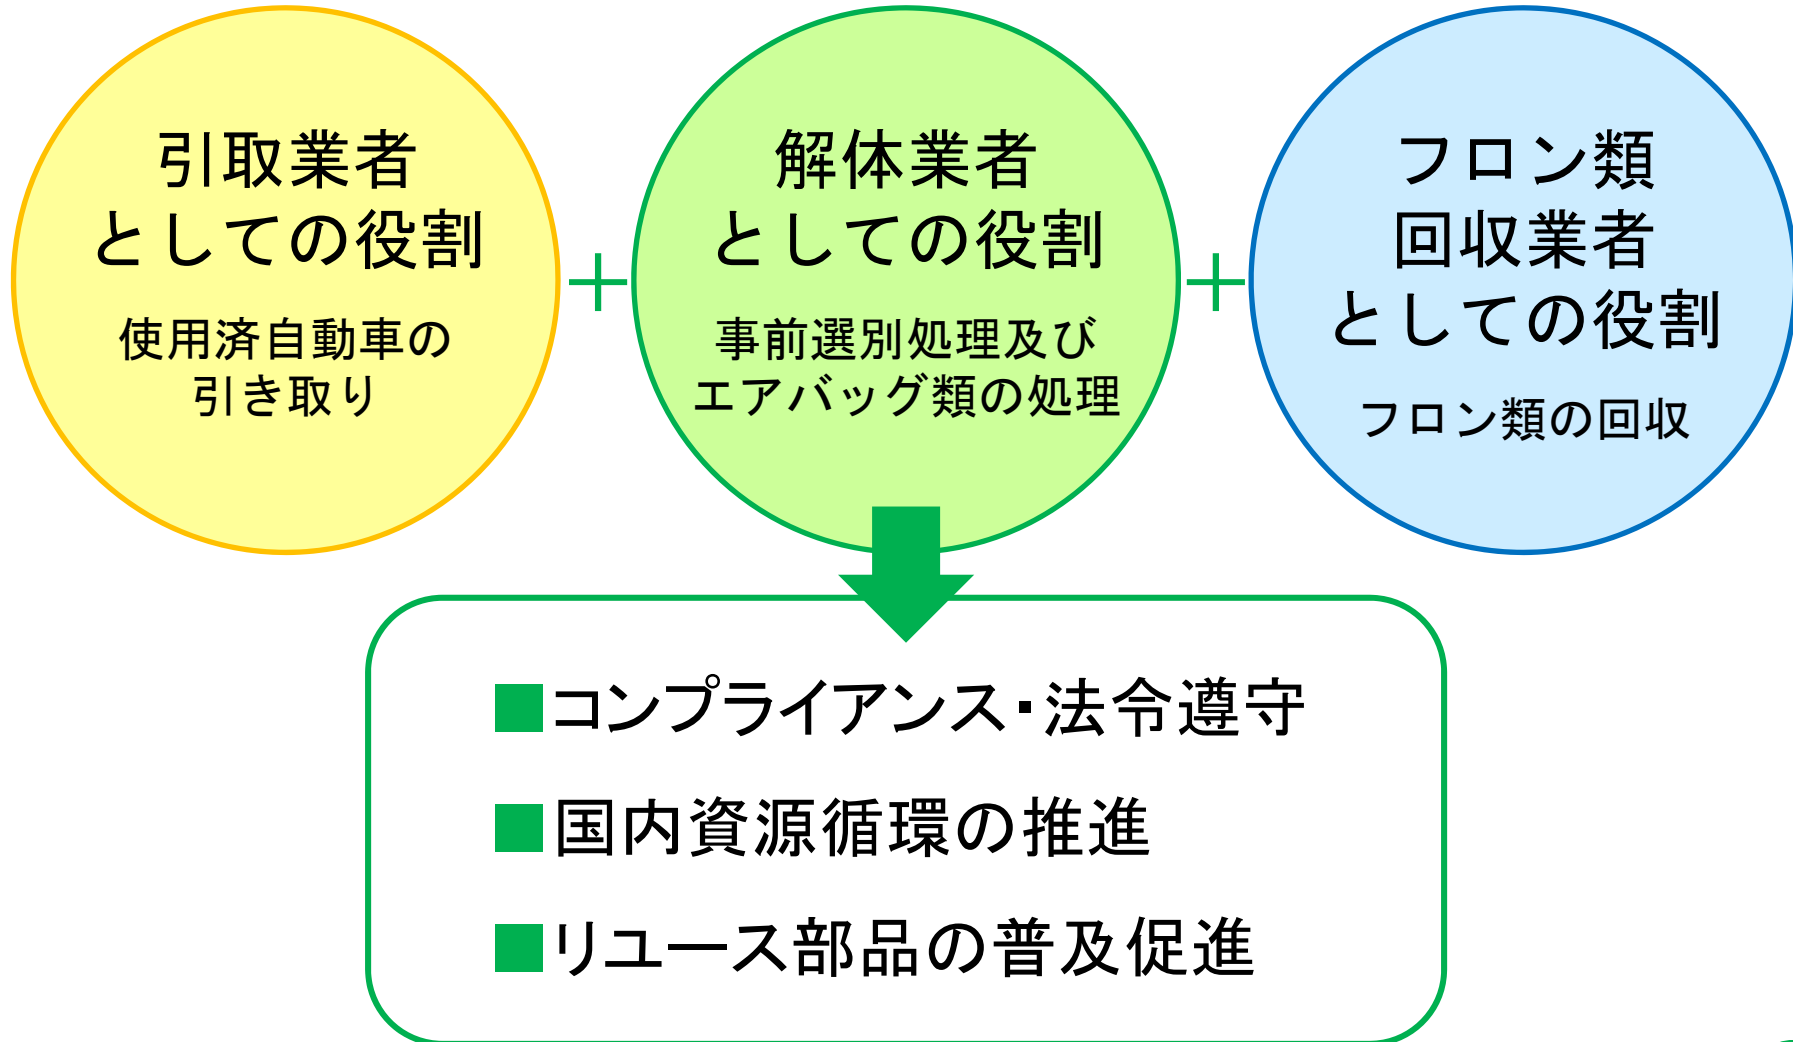 引取業者
としての役割
使用済自動車の
引き取り
＋
解体業者
としての役割
事前選別処理及び
エアバッグ類の処理
＋
フロン類
回収業者
としての役割
フロン類の回収
■コンプライアンス・法令遵守
■国内資源循環の推進
■リユース部品の普及促進